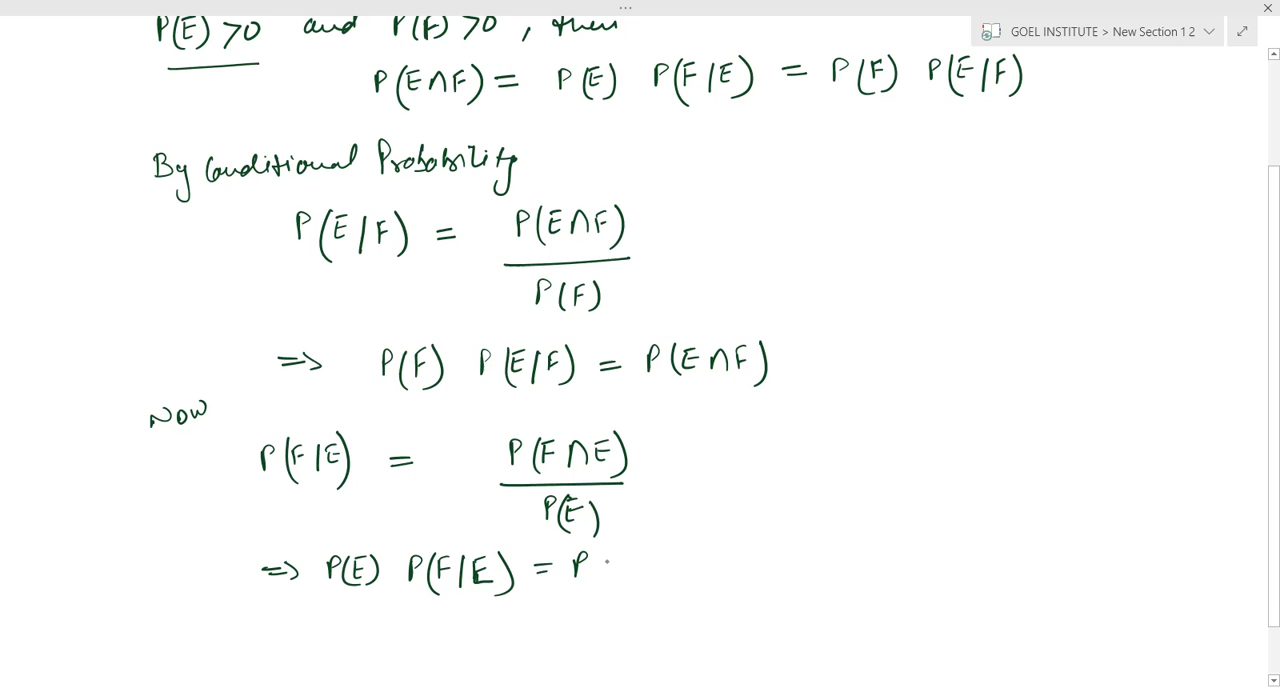 GOEL INSTITUTE > New Section 1 2
P(E) >0 and P(F) >0, then
P(E∩F) = P(E) P(F/E) = P(F) P(E/F)
By Conditional Probability
P(E/F) = P(E∩F)
P(F)
=> P(F) P(E/F) = P(E∩F)
NOW
P(F/E) = P(F∩E)
P(E)
=> P(E) P(F/E) = P